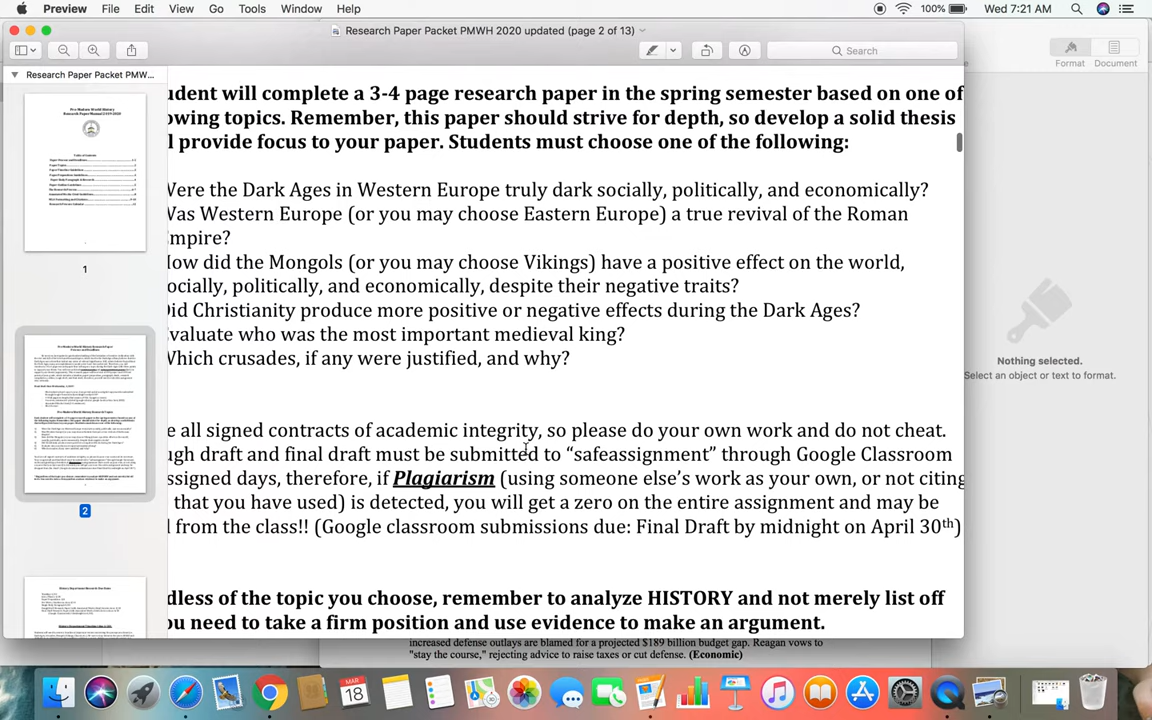 Preview File Edit View Go Tools Window Help 100% Wed 7:21 AM
Research Paper Packet PMWH 2020 updated (page 2 of 13)
Search
Format Document
Research Paper Packet PMW...
1
2
udent will complete a 3-4 page research paper in the spring semester based on one of
owing topics. Remember, this paper should strive for depth, so develop a solid thesis
l provide focus to your paper. Students must choose one of the following:
Were the Dark Ages in Western Europe truly dark socially, politically, and economically?
Was Western Europe (or you may choose Eastern Europe) a true revival of the Roman
mpire?
How did the Mongols (or you may choose Vikings) have a positive effect on the world,
ocially, politically, and economically, despite their negative traits?
Did Christianity produce more positive or negative effects during the Dark Ages?
valuate who was the most important medieval king?
Which crusades, if any were justified, and why?
e all signed contracts of academic integrity, so please do your own work and do not cheat.
ugh draft and final draft must be submitted to “safeassignment” through Google Classroom
ssigned days, therefore, if Plagiarism (using someone else’s work as your own, or not citing
that you have used) is detected, you will get a zero on the entire assignment and may be
l from the class!! (Google classroom submissions due: Final Draft by midnight on April 30th)
dless of the topic you choose, remember to analyze HISTORY and not merely list off
ou need to take a firm position and use evidence to make an argument.
Nothing selected.
Select an object or text to format.
increased defense outlays are blamed for a projected $189 billion budget gap. Reagan vows to
"stay the course," rejecting advice to raise taxes or cut defense. (Economic)
MAR
18